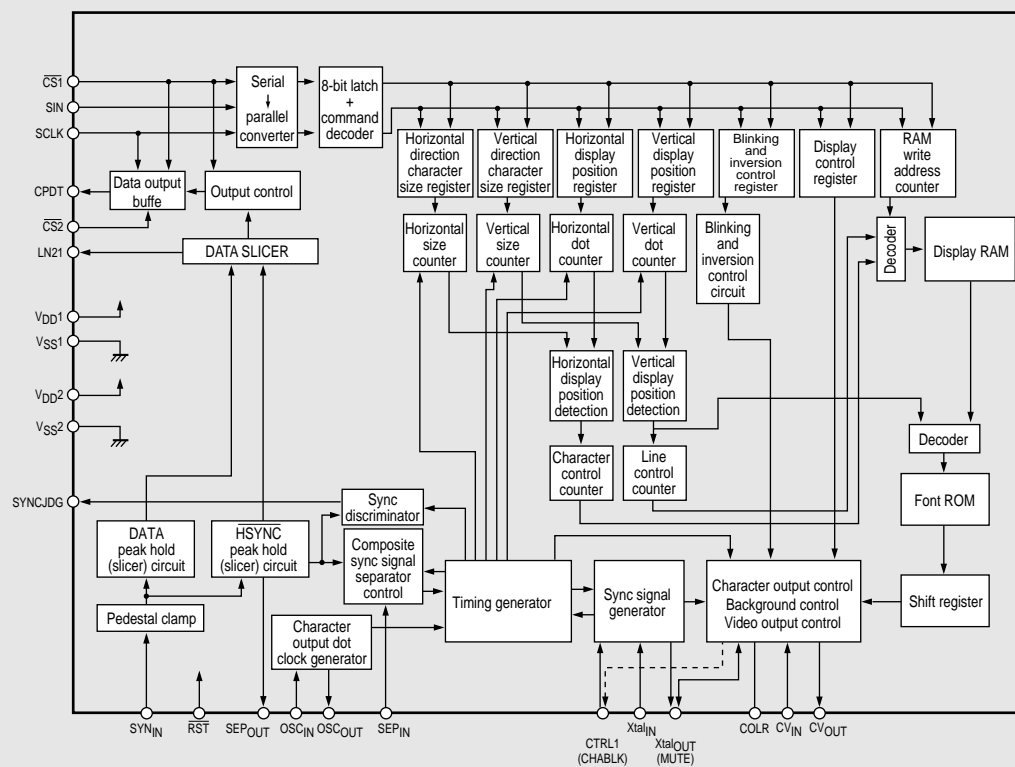 CS1
SIN
SCLK
CPDT
CS2
LN21
VDD1
VSS1
VDD2
VSS2
SYNCJDG
Serial
parallel
converter
8-bit latch
+
command
decoder
Data output
buffe
Output control
DATA SLICER
Horizontal
direction
character
size register
Vertical
direction
character
size register
Horizontal
display
position
register
Vertical
display
position
register
Blinking
and
inversion
control
register
Display
control
register
RAM
write
address
counter
Horizontal
size
counter
Vertical
size
counter
Horizontal
dot
counter
Vertical
dot
counter
Blinking
and
inversion
control
circuit
Decoder
Display RAM
Horizontal
display
position
detection
Vertical
display
position
detection
Character
control
counter
Line
control
counter
Decoder
Font ROM
Shift register
Sync
discriminator
DATA
peak hold
(slicer) circuit
HSYNC
peak hold
(slicer) circuit
Composite
sync signal
separator
control
Timing generator
Sync signal
generator
Character output control
Background control
Video output control
Pedestal clamp
Character
output dot
clock generator
SYNIN
RST
SEPOUT
OSCIN
OSCOUT
SEPIN
CTRL1
(CHABLK)
XtalIN
XtalOUT
(MUTE)
COLR
CVIN
CVOUT